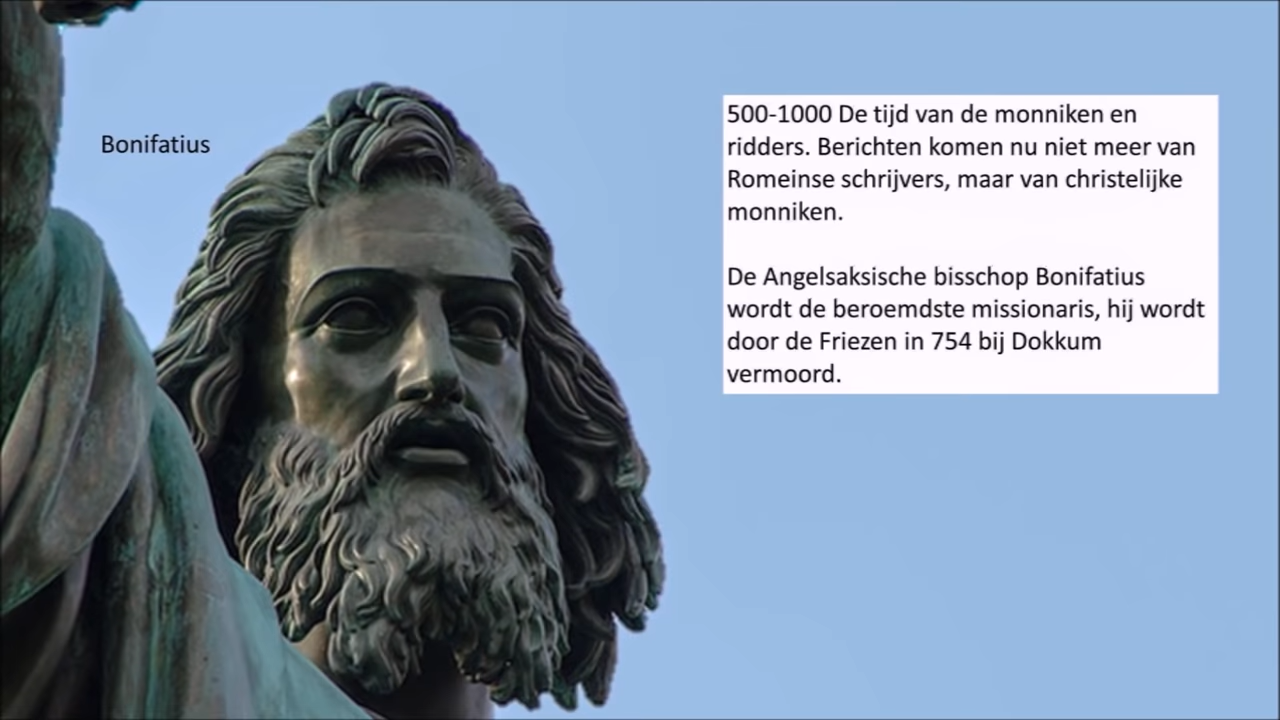 Bonifatius
500-1000 De tijd van de monniken en
ridders. Berichten komen nu niet meer van
Romeinse schrijvers, maar van christelijke
monniken.
De Angelsaksische bisschop Bonifatius
wordt de beroemdste missionaris, hij wordt
door de Friezen in 754 bij Dokkum
vermoord.